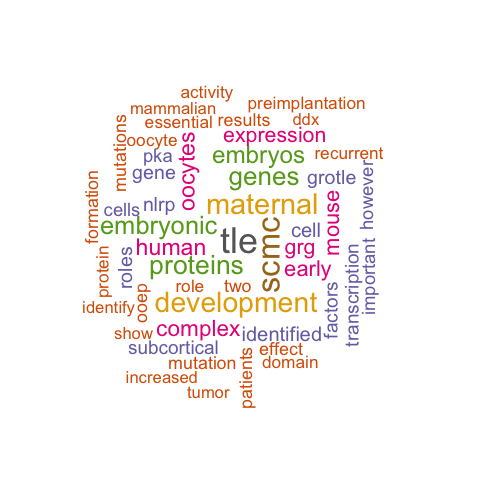 activity
mammalian
preimplantation
essential
results
ddx
mutations
oocyte
oocytes
expression
pka
embryos
recurrent
gene
genes
grotle
formation
cells
nlrp
maternal
mouse
however
embryonic
tle
scmc
cell
human
grg
protein
roles
proteins
early
transcription
important
identify
ooep
role
two
development
factors
show
complex
identified
subcortical
effect
mutation
patients
domain
increased
tumor